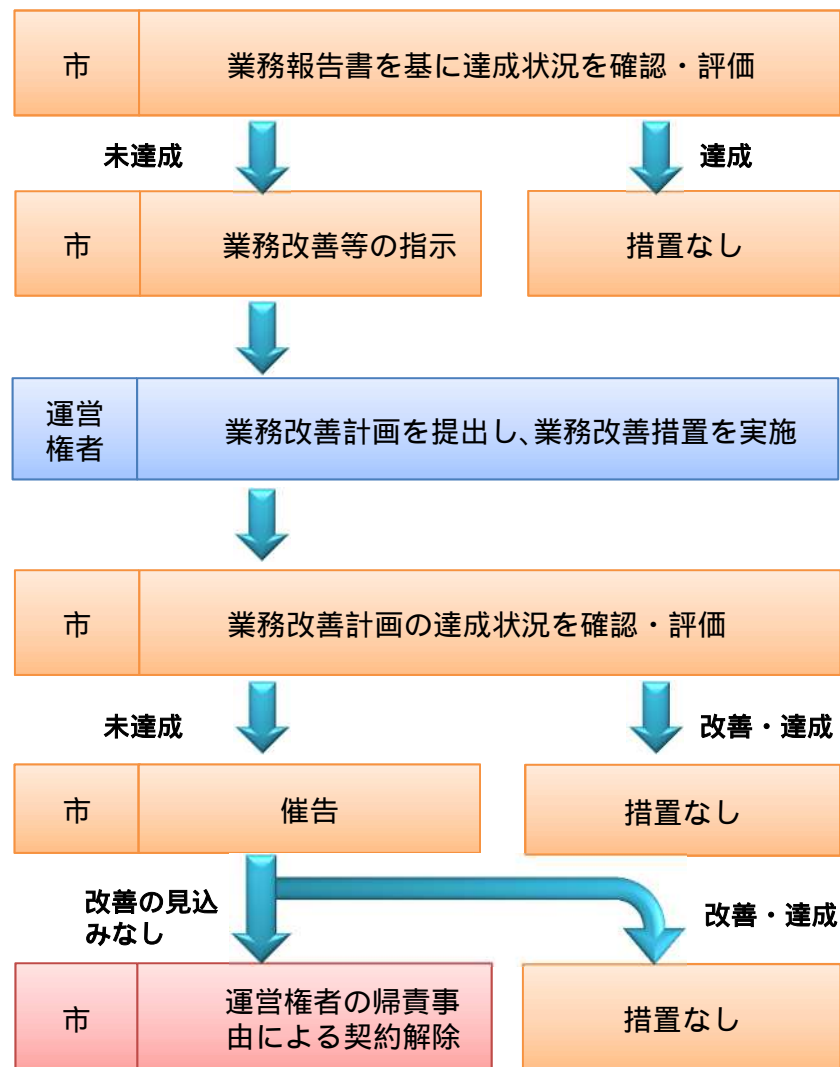 市
業務報告書を基に達成状況を確認・評価
未達成
達成
市
業務改善等の指示
措置なし
運営
権者
業務改善計画を提出し、業務改善措置を実施
市
業務改善計画の達成状況を確認・評価
未達成
改善・達成
市
催告
措置なし
改善の見込
みなし
改善・達成
市
運営権者の帰責事
由による契約解除
措置なし